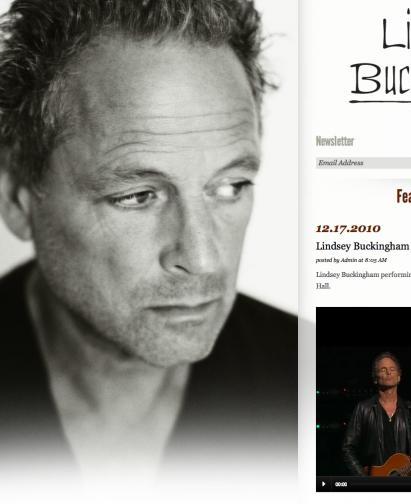 Li
Buc
Newsletter
Email Address
Fea
12.17.2010
Lindsey Buckingham
posted by Admin at 8:05 AM
Lindsey Buckingham performin
Hall.
00:00